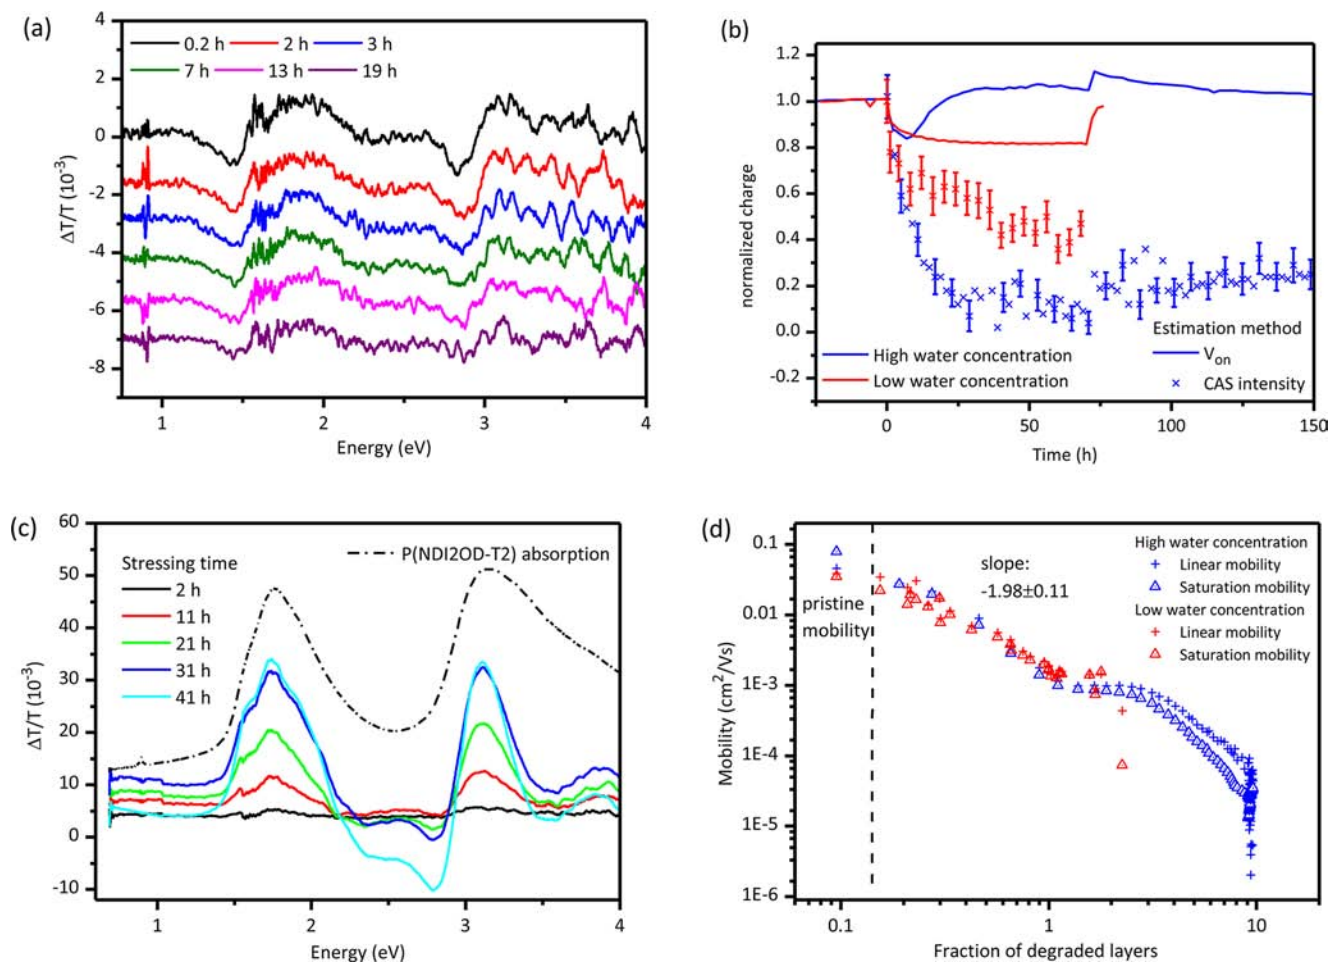 (a)
0.2 h 2 h 3 h
7 h 13 h 19 h
4
2
0
-2
-4
-6
-8
ΔT/T (10⁻³)
1 2 3 4
Energy (eV)
(b)
1.2
1.0
0.8
0.6
0.4
0.2
0.0
-0.2
normalized charge
Estimation method
High water concentration
Low water concentration
Vₒₙ
CAS intensity
0 50 100 150
Time (h)
(c)
60
50
40
30
20
10
0
-10
ΔT/T (10⁻³)
P(NDI2OD-T2) absorption
Stressing time
2 h
11 h
21 h
31 h
41 h
1 2 3 4
Energy (eV)
(d)
0.1
0.01
1E-3
1E-4
1E-5
1E-6
Mobility (cm²/Vs)
pristine
mobility
slope:
-1.98±0.11
High water concentration
Linear mobility
Saturation mobility
Low water concentration
Linear mobility
Saturation mobility
0.1 1 10
Fraction of degraded layers